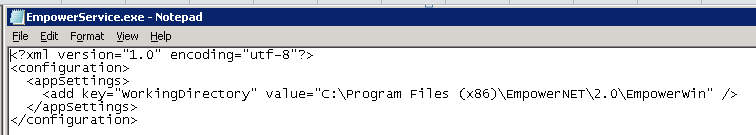 EmpowerService.exe - Notepad
File Edit Format View Help
<?xml version="1.0" encoding="utf-8"?>
<configuration>
  <appSettings>
    <add key="WorkingDirectory" value="C:\Program Files (x86)\EmpowerNET\2.0\EmpowerWin" />
  </appSettings>
</configuration>